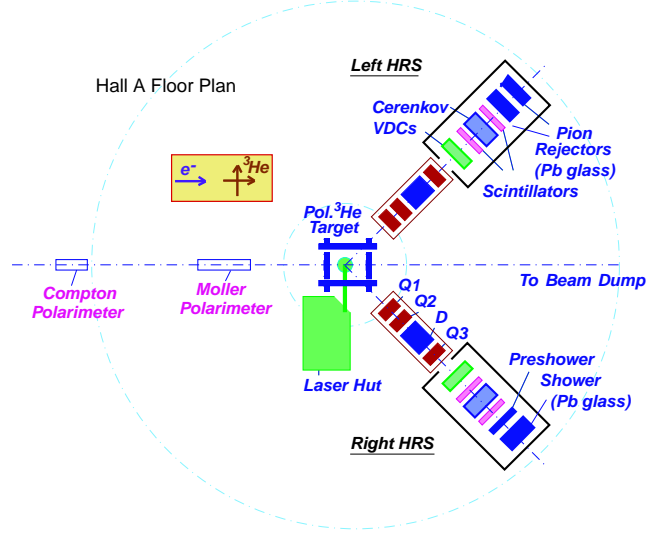 Left HRS
Hall A Floor Plan
Cerenkov
VDCs
Pion
Rejectors
(Pb glass)
Scintillators
e-
3He
Pol.3He
Target
Compton
Polarimeter
Moller
Polarimeter
To Beam Dump
Q1
Q2
D
Q3
Laser Hut
Preshower
Shower
(Pb glass)
Right HRS